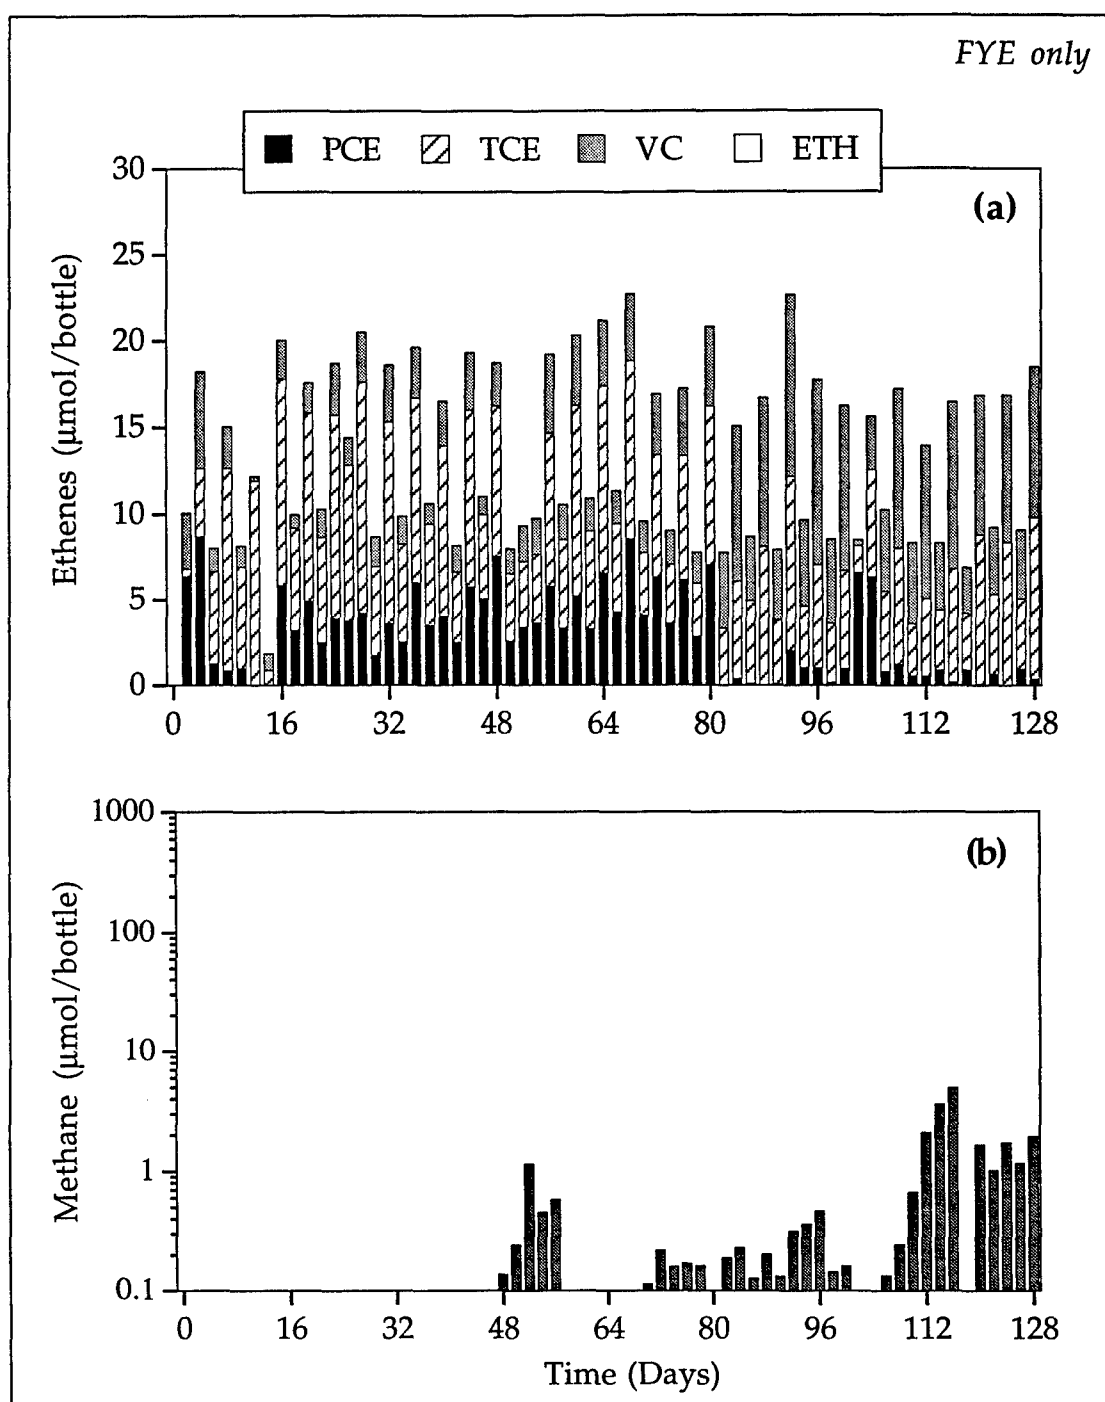 FYE only
PCE TCE VC ETH
(a)
30
25
20
15
10
5
0
Ethenes (μmol/bottle)
0 16 32 48 64 80 96 112 128
(b)
1000
100
10
1
0.1
Methane (μmol/bottle)
0 16 32 48 64 80 96 112 128
Time (Days)